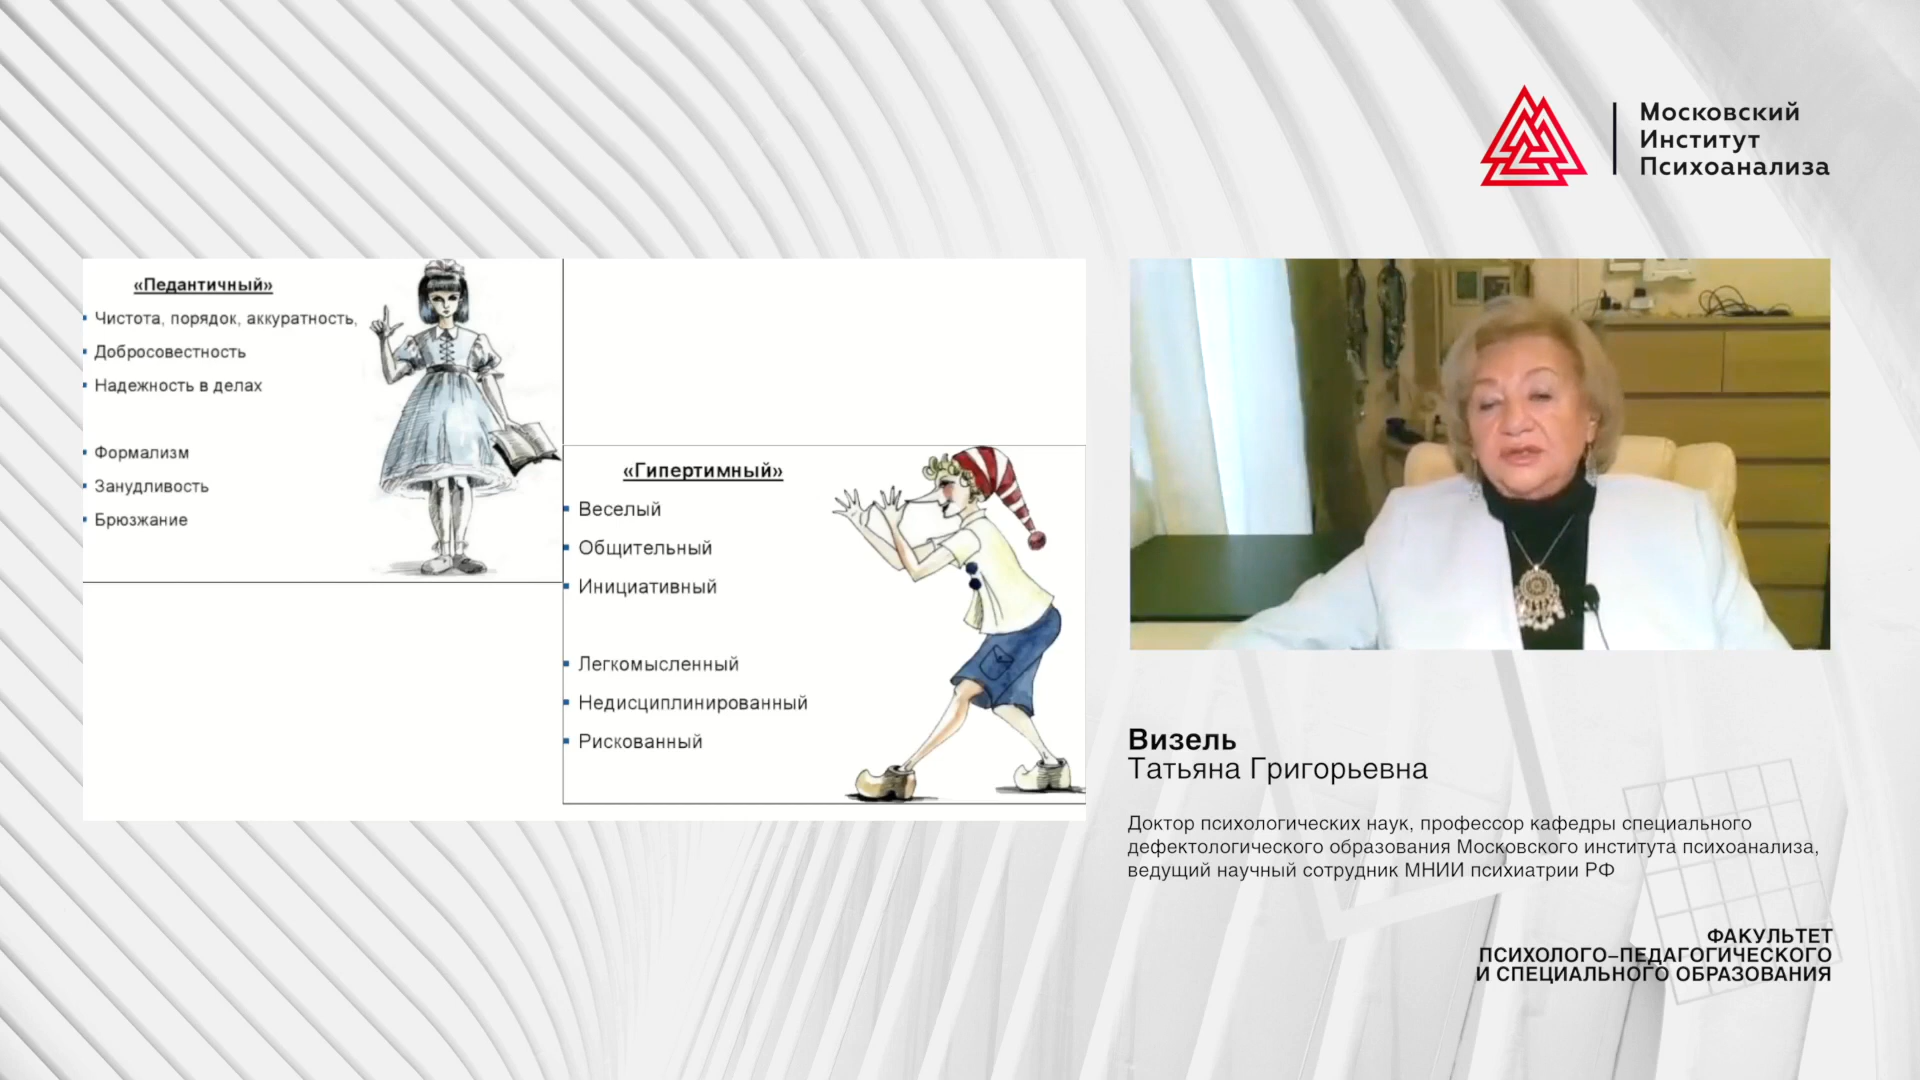 Московский
Институт
Психоанализа
«Педантичный»
Чистота, порядок, аккуратность,
Добросовестность
Надежность в делах
Формализм
Занудливость
Брюзжание
«Гипертимный»
Веселый
Общительный
Инициативный
Легкомысленный
Недисциплинированный
Рискованный
Визель
Татьяна Григорьевна
Доктор психологических наук, профессор кафедры специального
дефектологического образования Московского института психоанализа,
ведущий научный сотрудник МНИИ психиатрии РФ
ФАКУЛЬТЕТ
ПСИХОЛОГО–ПЕДАГОГИЧЕСКОГО
И СПЕЦИАЛЬНОГО ОБРАЗОВАНИЯ